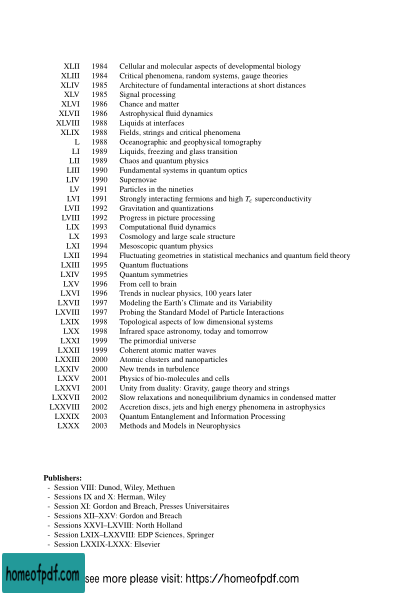 XLII 1984 Cellular and molecular aspects of developmental biology
XLIII 1984 Critical phenomena, random systems, gauge theories
XLIV 1985 Architecture of fundamental interactions at short distances
XLV 1985 Signal processing
XLVI 1986 Chance and matter
XLVII 1986 Astrophysical fluid dynamics
XLVIII 1988 Liquids at interfaces
XLIX 1988 Fields, strings and critical phenomena
L 1988 Oceanographic and geophysical tomography
LI 1989 Liquids, freezing and glass transition
LII 1989 Chaos and quantum physics
LIII 1990 Fundamental systems in quantum optics
LIV 1990 Supernovae
LV 1991 Particles in the nineties
LVI 1991 Strongly interacting fermions and high Tc superconductivity
LVII 1992 Gravitation and quantizations
LVIII 1992 Progress in picture processing
LIX 1993 Computational fluid dynamics
LX 1993 Cosmology and large scale structure
LXI 1994 Mesoscopic quantum physics
LXII 1994 Fluctuating geometries in statistical mechanics and quantum field theory
LXIII 1995 Quantum fluctuations
LXIV 1995 Quantum symmetries
LXV 1996 From cell to brain
LXVI 1996 Trends in nuclear physics, 100 years later
LXVII 1997 Modeling the Earth's Climate and its Variability
LXVIII 1997 Probing the Standard Model of Particle Interactions
LXIX 1998 Topological aspects of low dimensional systems
LXX 1998 Infrared space astronomy, today and tomorrow
LXXI 1999 The primordial universe
LXXII 1999 Coherent atomic matter waves
LXXIII 2000 Atomic clusters and nanoparticles
LXXIV 2000 New trends in turbulence
LXXV 2001 Physics of bio-molecules and cells
LXXVI 2001 Unity from duality: Gravity, gauge theory and strings
LXXVII 2002 Slow relaxations and nonequilibrium dynamics in condensed matter
LXXVIII 2002 Accretion discs, jets and high energy phenomena in astrophysics
LXXIX 2003 Quantum Entanglement and Information Processing
LXXX 2003 Methods and Models in Neurophysics
Publishers:
- Session VIII: Dunod, Wiley, Methuen
- Sessions IX and X: Herman, Wiley
- Session XI: Gordon and Breach, Presses Universitaires
- Sessions XII–XXV: Gordon and Breach
- Sessions XXVI–LXVIII: North Holland
- Session LXIX–LXXVIII: EDP Sciences, Springer
- Session LXXIX-LXXX: Elsevier
homeofpdf.com see more please visit: https://homeofpdf.com